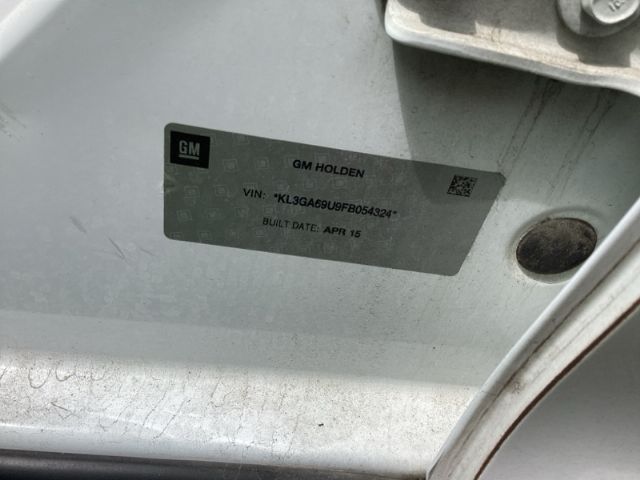 GM
GM HOLDEN
VIN: *KL3GA69U9FB054324*
BUILT DATE: APR 15